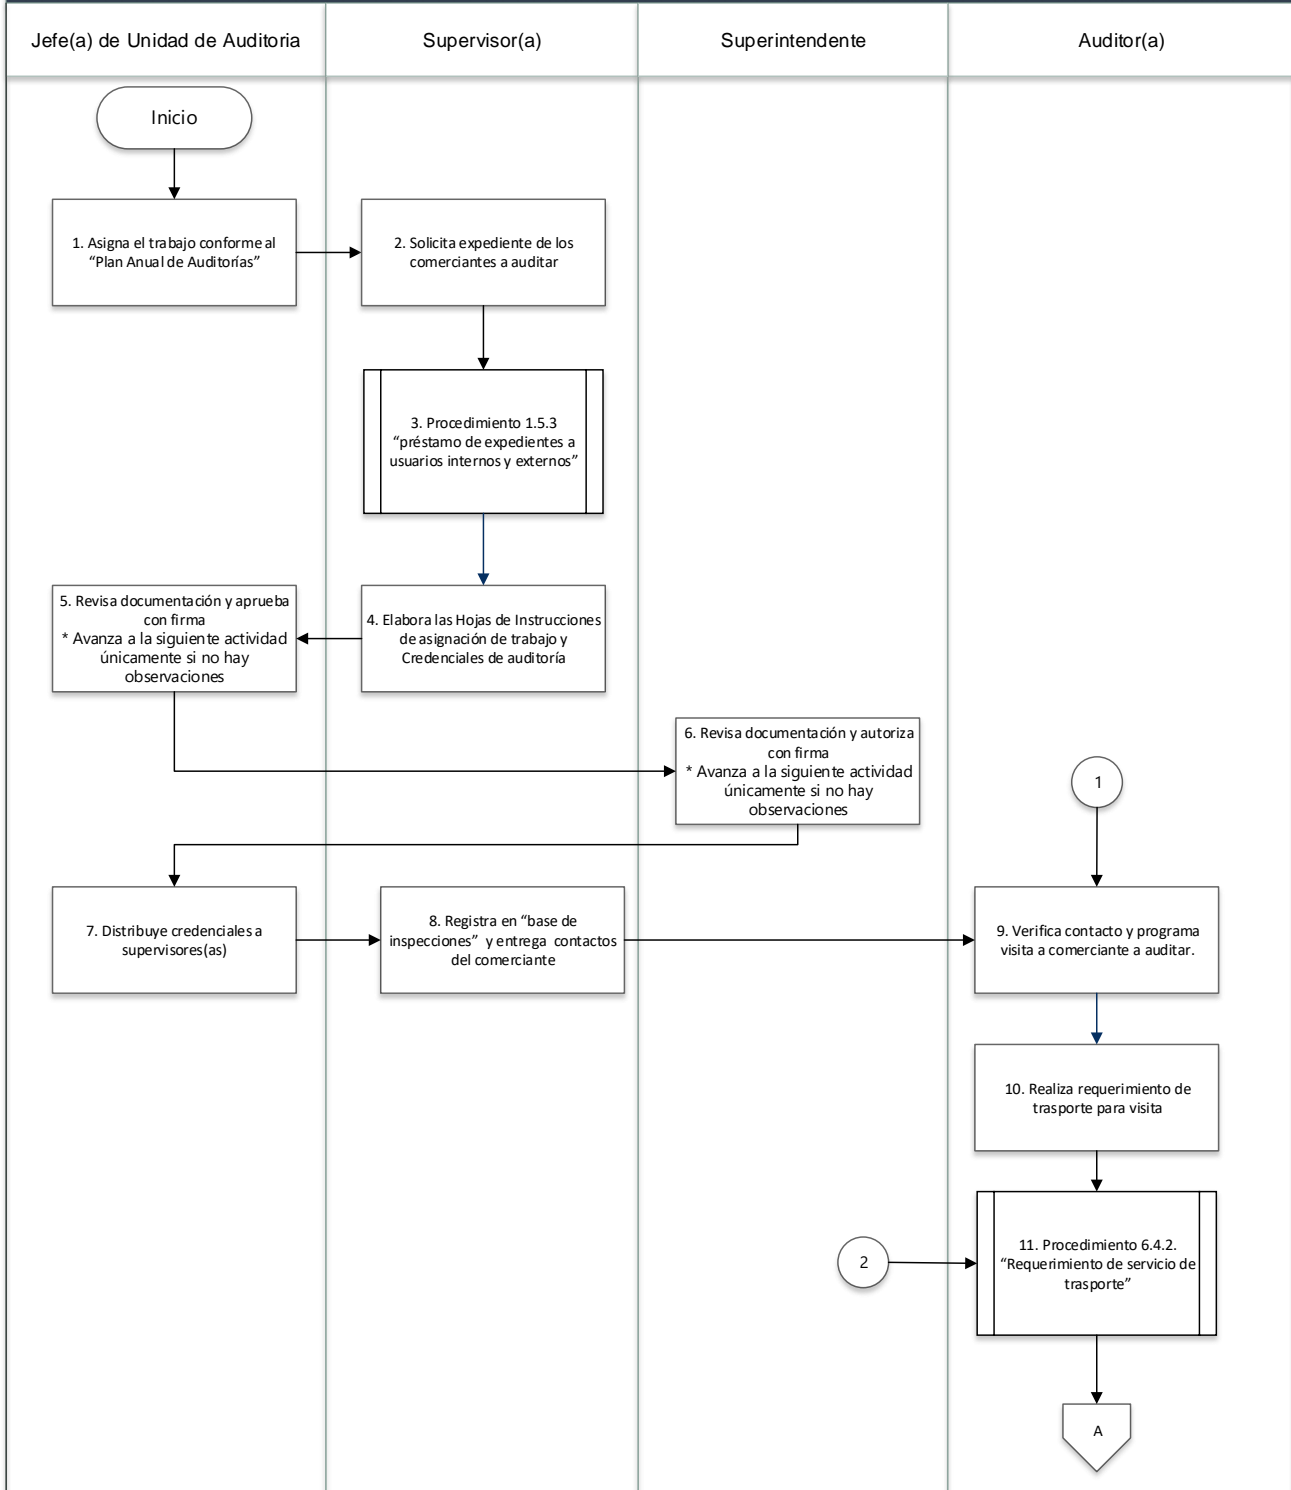 Jefe(a) de Unidad de Auditoria
Supervisor(a)
Superintendente
Auditor(a)
Inicio
1. Asigna el trabajo conforme al
“Plan Anual de Auditorías”
2. Solicita expediente de los
comerciantes a auditar
3. Procedimiento 1.5.3
“préstamo de expedientes a
usuarios internos y externos”
4. Elabora las Hojas de Instrucciones
de asignación de trabajo y
Credenciales de auditoría
5. Revisa documentación y aprueba
con firma
* Avanza a la siguiente actividad
únicamente si no hay
observaciones
6. Revisa documentación y autoriza
con firma
* Avanza a la siguiente actividad
únicamente si no hay
observaciones
1
7. Distribuye credenciales a
supervisores(as)
8. Registra en “base de
inspecciones” y entrega contactos
del comerciante
9. Verifica contacto y programa
visita a comerciante a auditar.
10. Realiza requerimiento de
trasporte para visita
2
11. Procedimiento 6.4.2.
“Requerimiento de servicio de
trasporte”
A